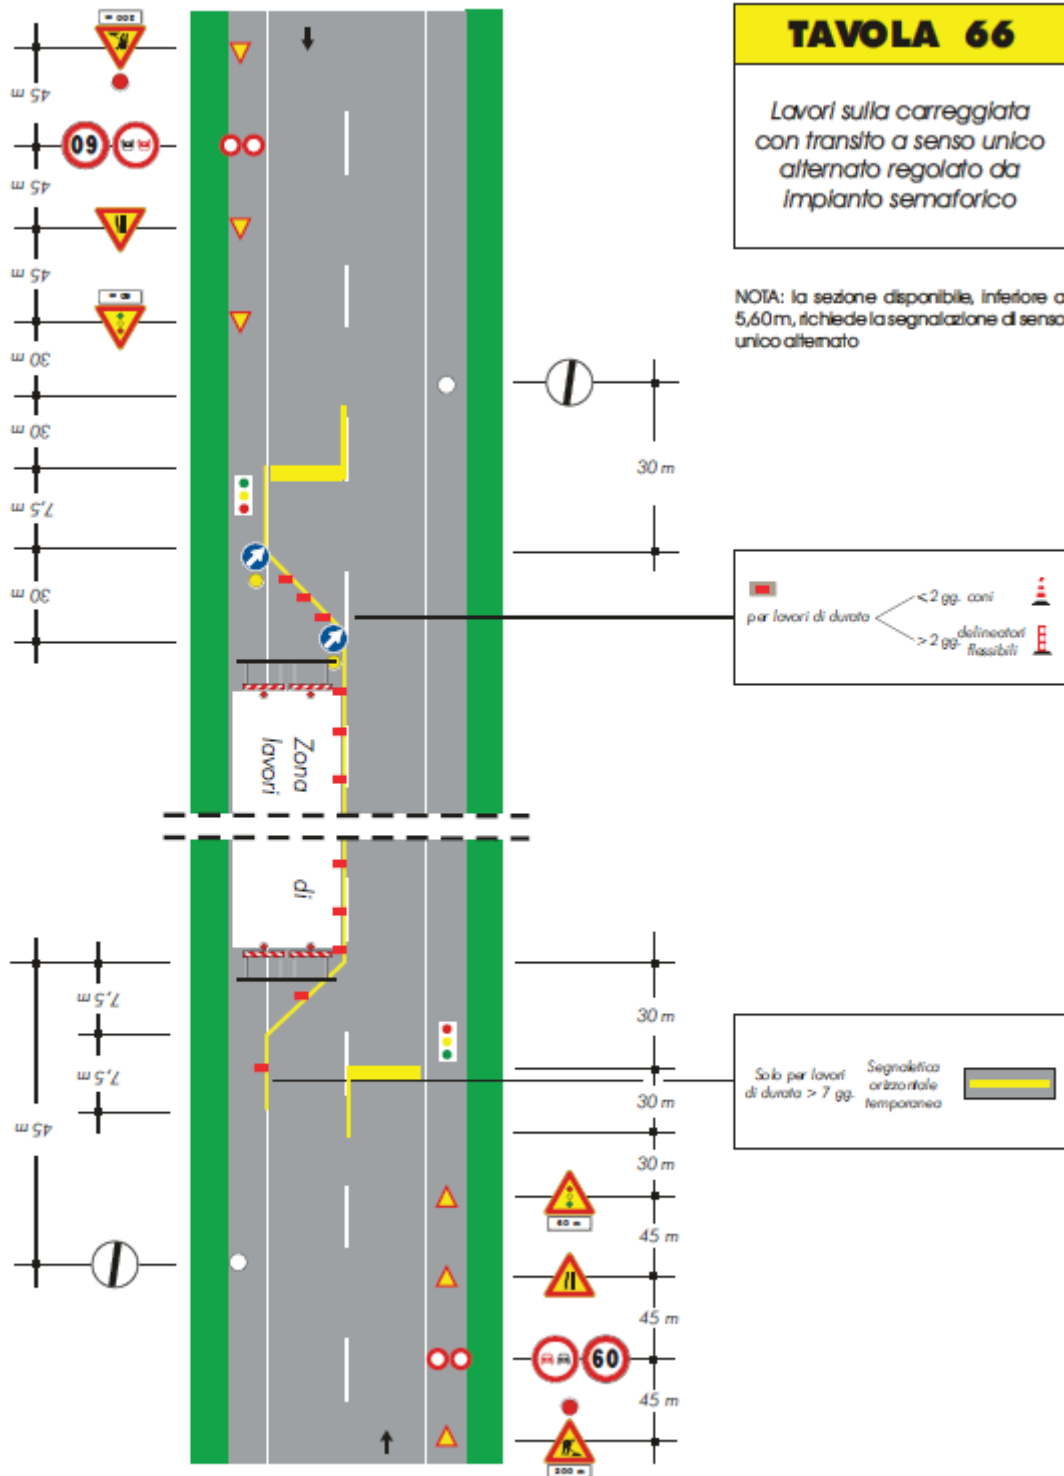 TAVOLA 66
Lavori sulla carreggiata
con transito a senso unico
alternato regolato da
impianto semaforico
NOTA: la sezione disponibile, inferiore a
5,60m, richiede la segnalazione di senso
unico alternato
45 m
60
45 m
45 m
30 m
30 m
7,5 m
30 m
30 m
per lavori di durata
< 2 gg. coni
> 2 gg. delineatori
flessibili
Zona
lavori
di
7,5 m
7,5 m
45 m
30 m
30 m
30 m
Solo per lavori
di durata > 7 gg.
Segnaletica
orizzontale
temporanea
60 m
45 m
45 m
60
45 m